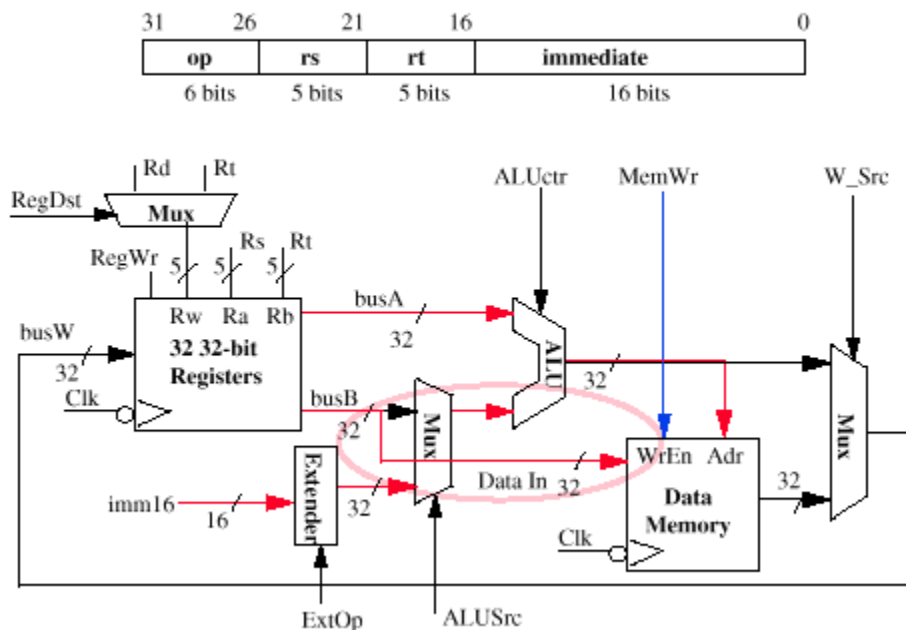 31 26 21 16 0
op rs rt immediate
6 bits 5 bits 5 bits 16 bits
Rd Rt
RegDst
Mux
ALUctr MemWr W_Src
RegWr 5 5 Rs 5 Rt
busA
32
Rw Ra Rb
busW
32
32 32-bit
Registers
ALU
32
Clk
busB
32
Mux
WrEn Adr
Data In 32
Data
Memory
32
Mux
imm16
16
Extender
32
Clk
ExtOp ALUSrc